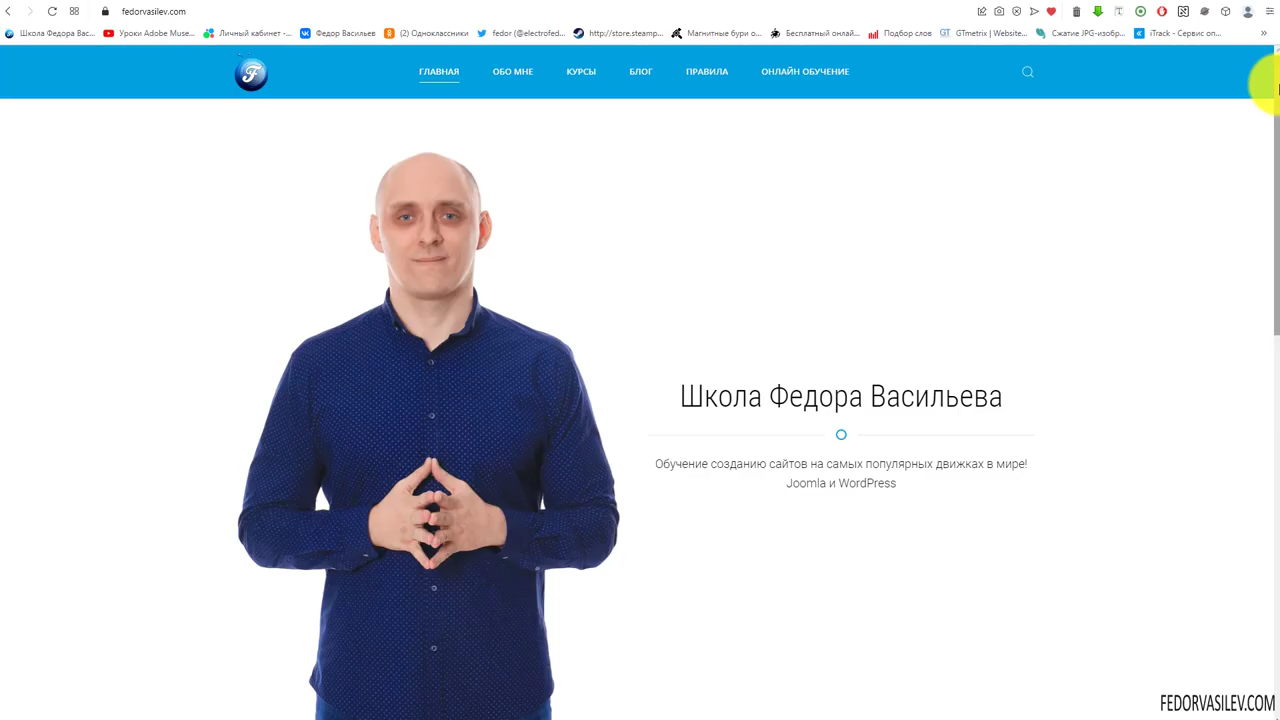 fedorvasilev.com
Школа Федора Вас...
Уроки Adobe Muse...
Личный кабинет -...
Федор Васильев
(2) Одноклассники
fedor (@electrofed...
http://store.steamp...
Магнитные бури о...
Бесплатный онлай...
Подбор слов
GTmetrix | Website...
Сжатие JPG-изобр...
iTrack - Сервис оп...
ГЛАВНАЯ
ОБО МНЕ
КУРСЫ
БЛОГ
ПРАВИЛА
ОНЛАЙН ОБУЧЕНИЕ
Школа Федора Васильева
Обучение созданию сайтов на самых популярных движках в мире!
Joomla и WordPress
FEDORVASILEV.COM